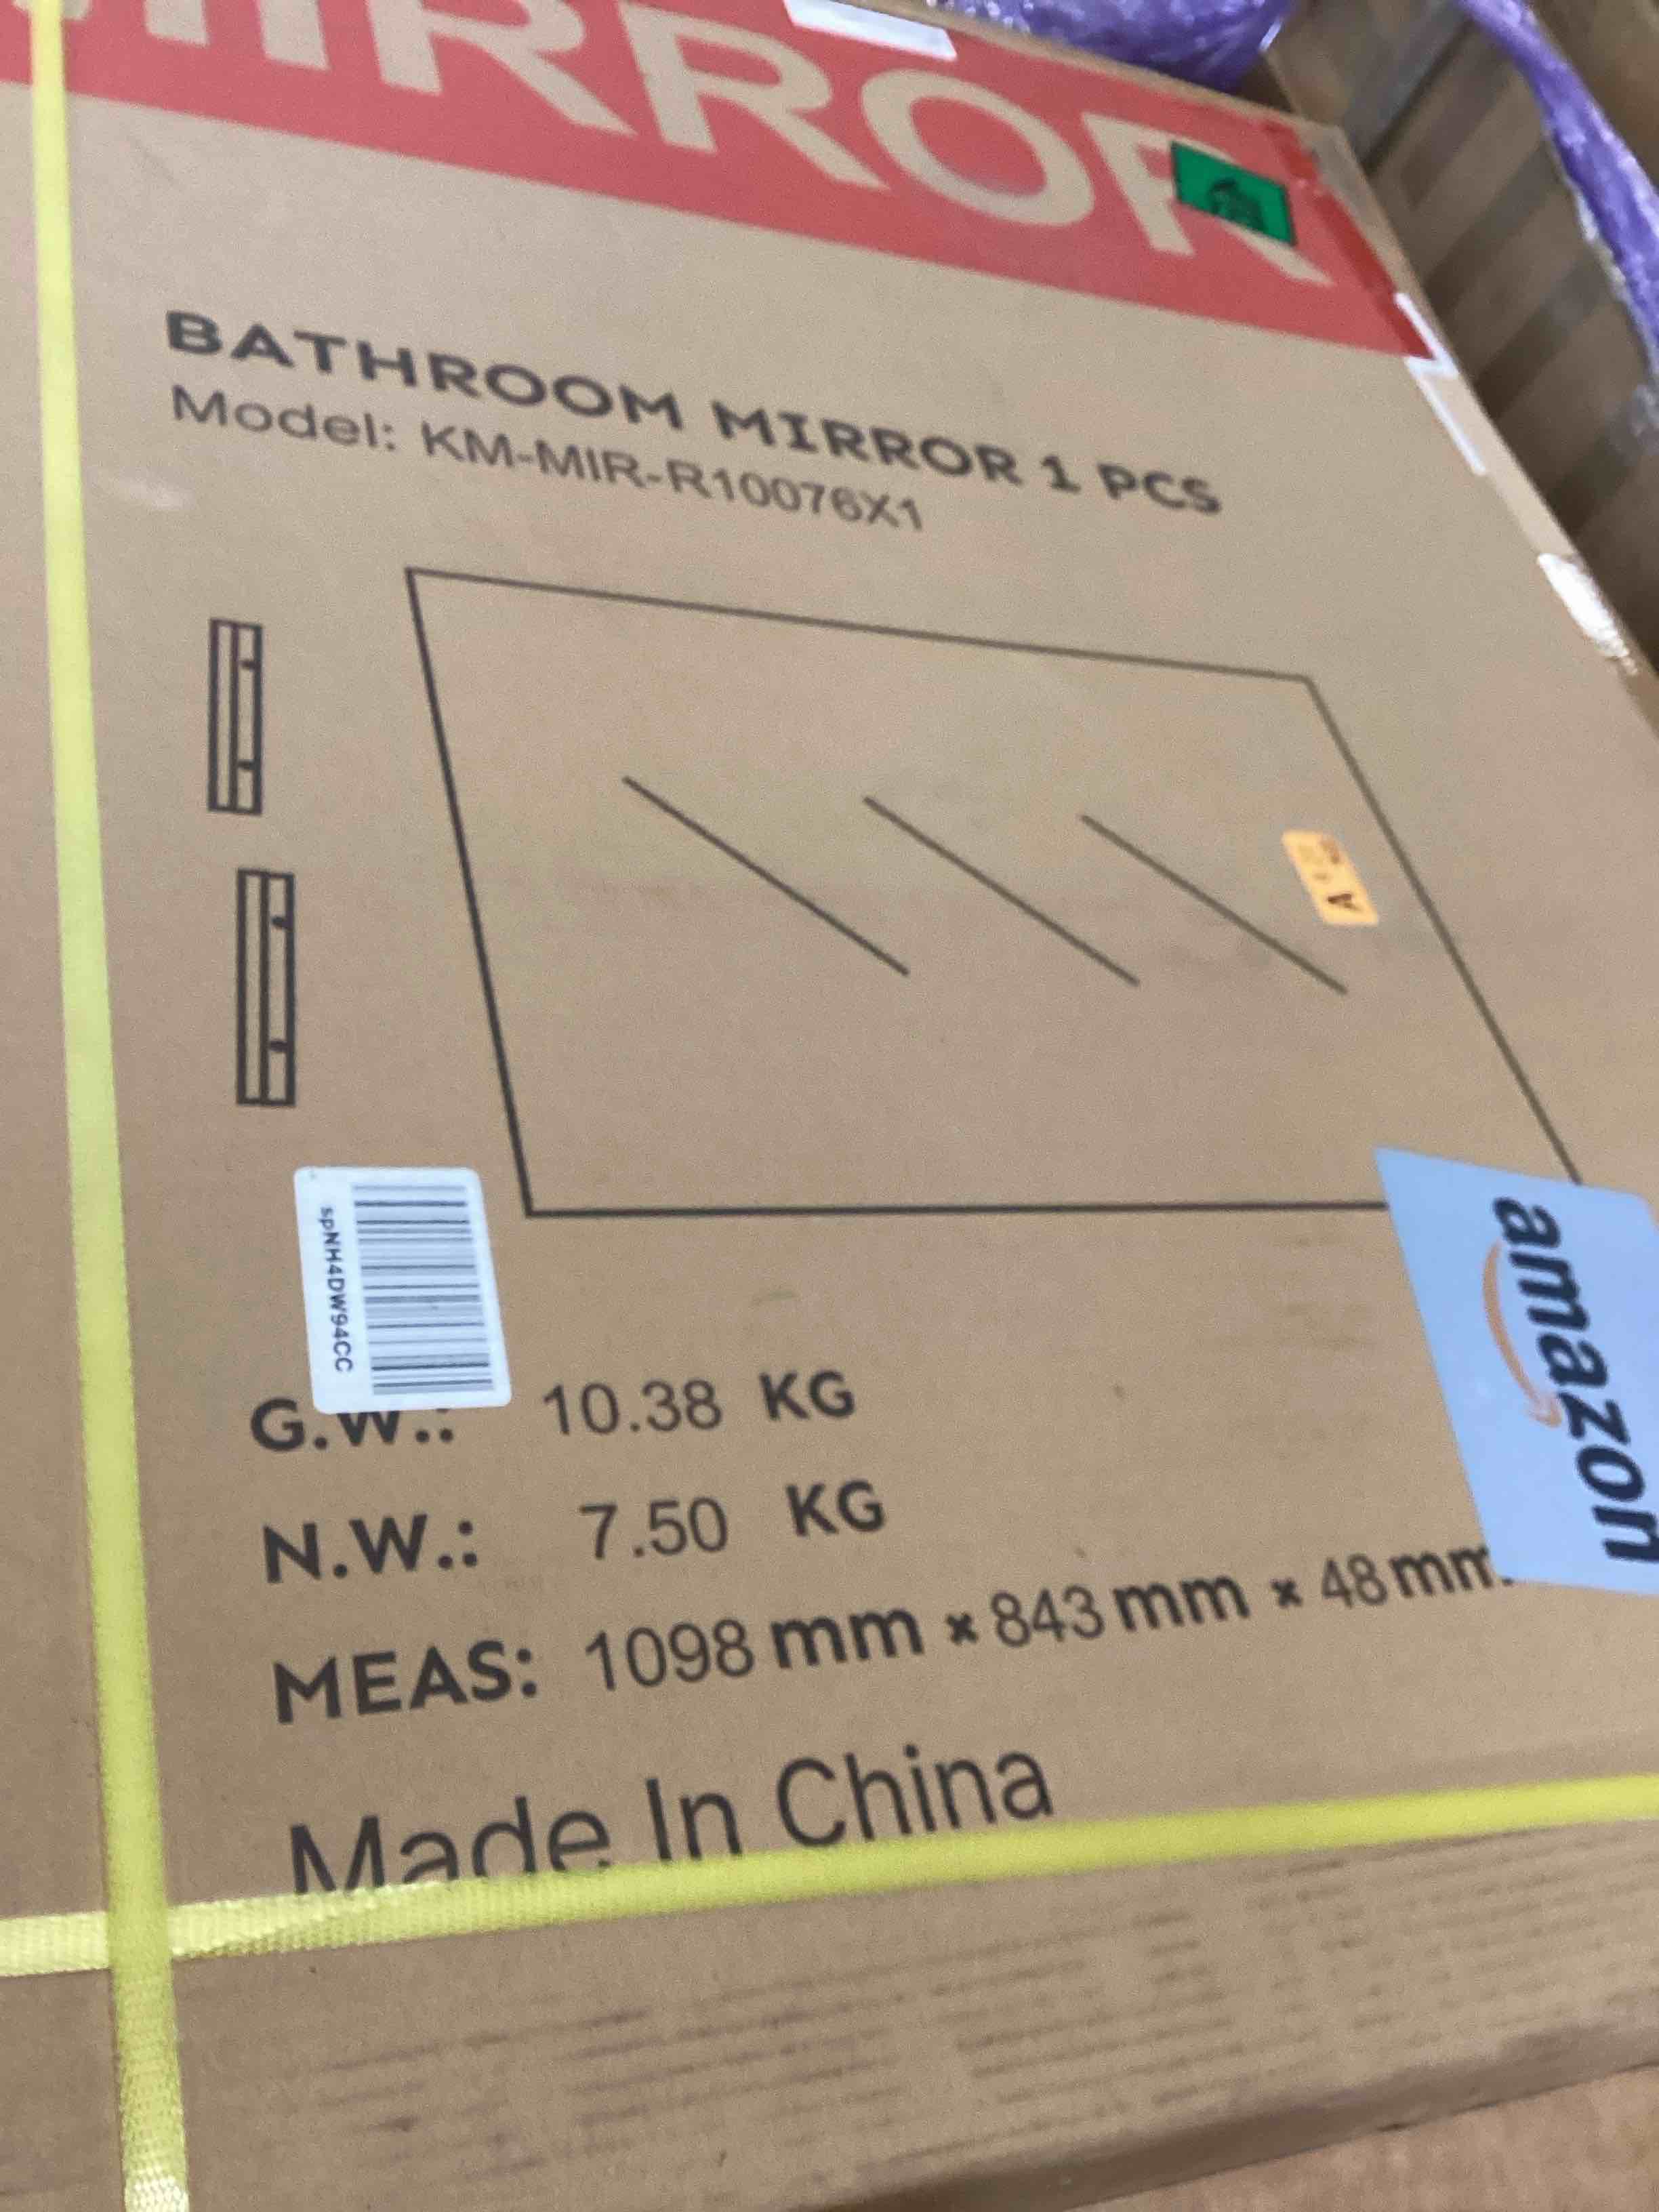 MIRROR
BATHROOM MIRROR 1 PCS
Model: KM-MIR-R10076X1
A
spNH4DW94CC
amazon
G.W.: 10.38 KG
N.W.: 7.50 KG
MEAS: 1098 mm x 843 mm x 48 mm
Made In China